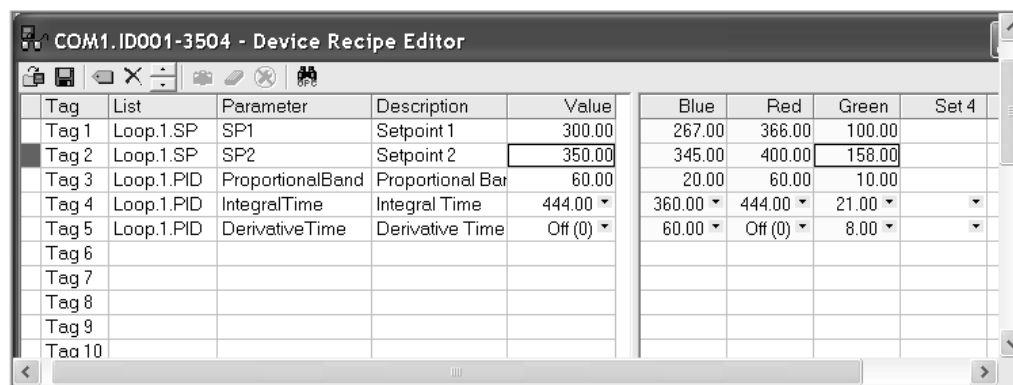 COM1.ID001-3504 - Device Recipe Editor
OPC
Tag List Parameter Description Value Blue Red Green Set 4
Tag 1 Loop.1.SP SP1 Setpoint 1 300.00 267.00 366.00 100.00
Tag 2 Loop.1.SP SP2 Setpoint 2 350.00 345.00 400.00 158.00
Tag 3 Loop.1.PID ProportionalBand Proportional Bar 60.00 20.00 60.00 10.00
Tag 4 Loop.1.PID IntegralTime Integral Time 444.00 360.00 444.00 21.00
Tag 5 Loop.1.PID DerivativeTime Derivative Time Off (0) 60.00 Off (0) 8.00
Tag 6
Tag 7
Tag 8
Tag 9
Tag 10